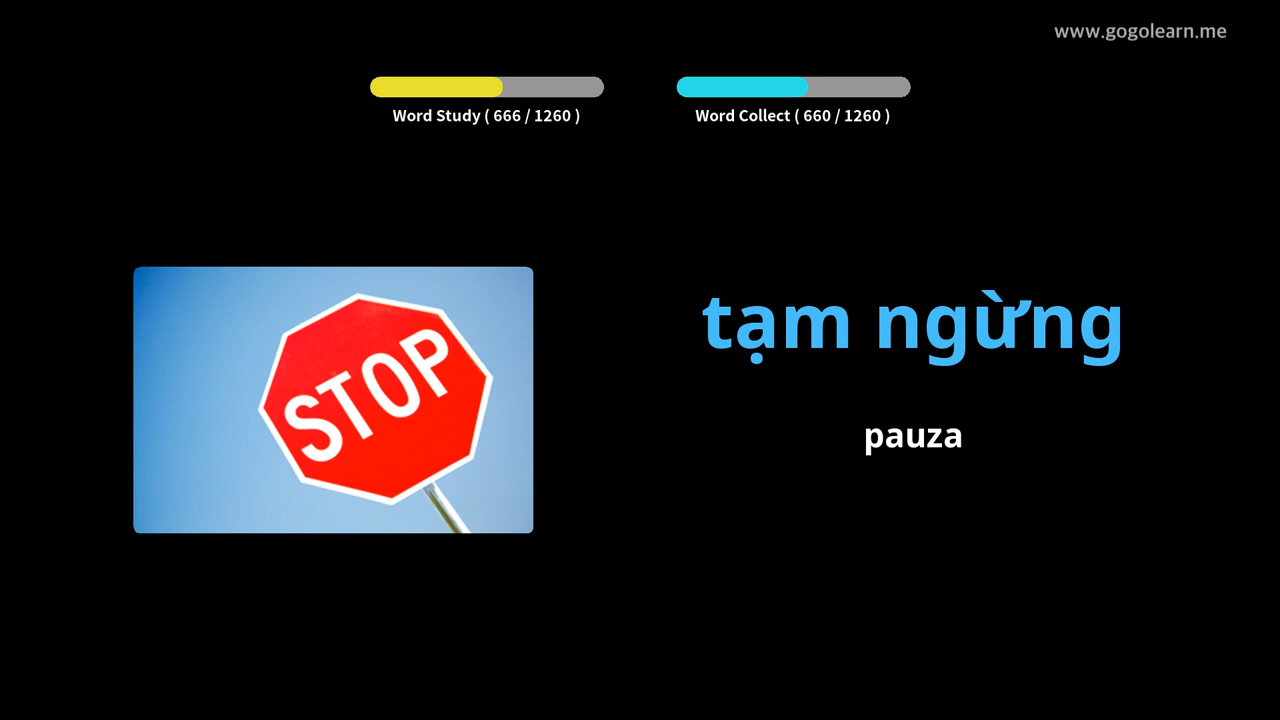 www.gogolearn.me
Word Study ( 666 / 1260 )
Word Collect ( 660 / 1260 )
STOP
tạm ngừng
pauza